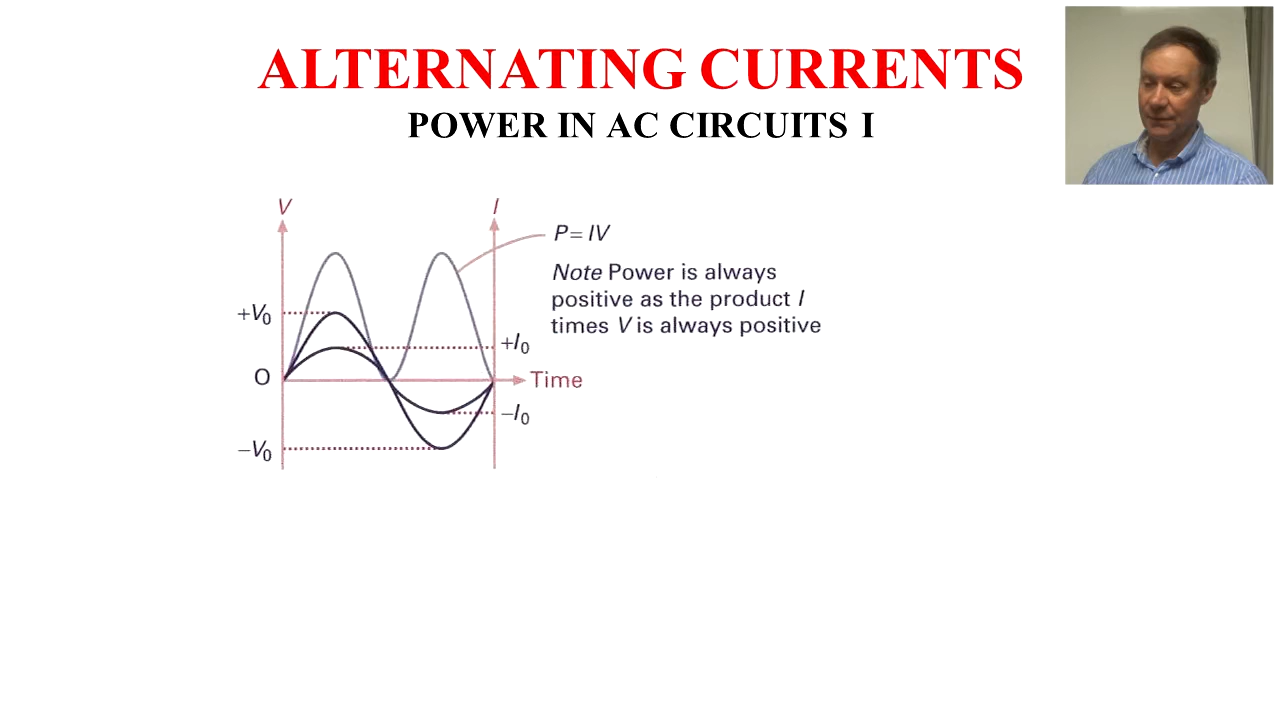 ALTERNATING CURRENTS
POWER IN AC CIRCUITS I
V
I
P = IV
Note Power is always
positive as the product I
times V is always positive
+V₀
+I₀
O
Time
−I₀
−V₀